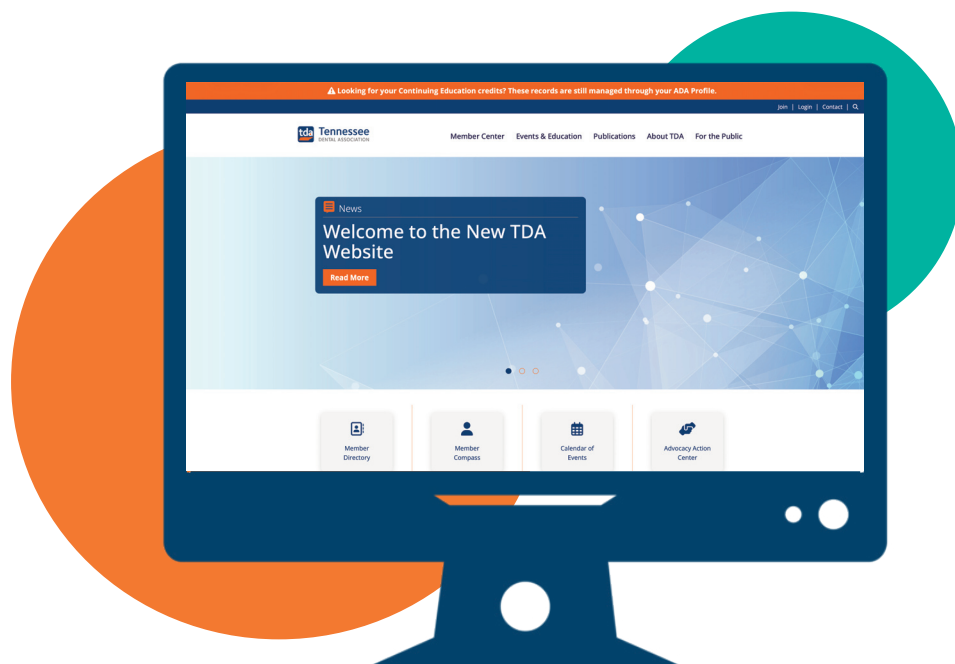 Looking for your Continuing Education credits? These records are still managed through your ADA Profile.
Join | Login | Contact |
tda Tennessee
DENTAL ASSOCIATION
Member Center Events & Education Publications About TDA For the Public
News
Welcome to the New TDA
Website
Read More
Member
Directory
Member
Compass
Calendar of
Events
Advocacy Action
Center